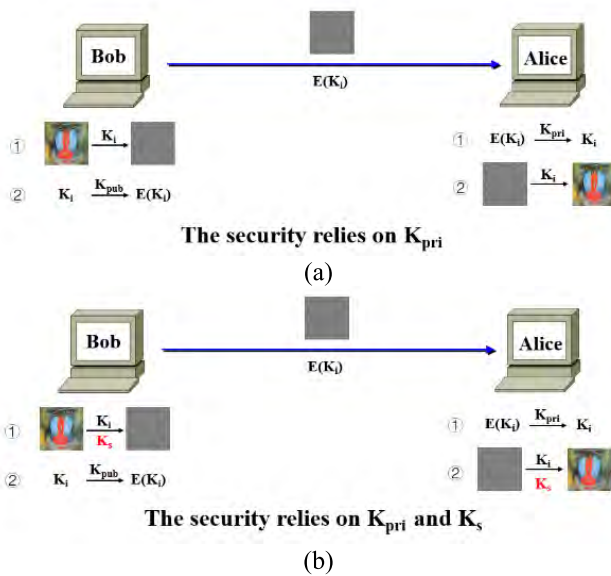 Bob
Alice
E(Kᵢ)
① Kᵢ
② Kᵢ Kpub E(Kᵢ)
① E(Kᵢ) Kpri Kᵢ
② Kᵢ
The security relies on Kpri
(a)
Bob
Alice
E(Kᵢ)
① Kᵢ
Ks
② Kᵢ Kpub E(Kᵢ)
① E(Kᵢ) Kpri Kᵢ
② Kᵢ
Ks
The security relies on Kpri and Ks
(b)